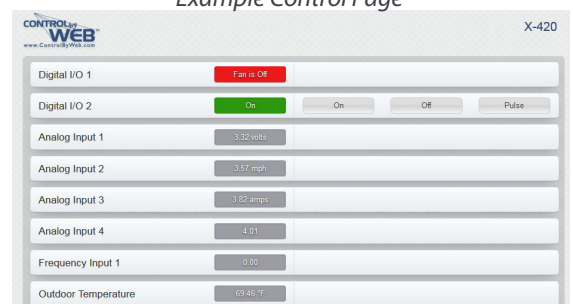 Example Control Page
CONTROL by
WEB
www.ControlByWeb.com
X-420
Digital I/O 1 Fan is Off
Digital I/O 2 On On Off Pulse
Analog Input 1 3.32 volts
Analog Input 2 3.57 mph
Analog Input 3 3.82 amps
Analog Input 4 4.01
Frequency Input 1 0.00
Outdoor Temperature 69.46 °F